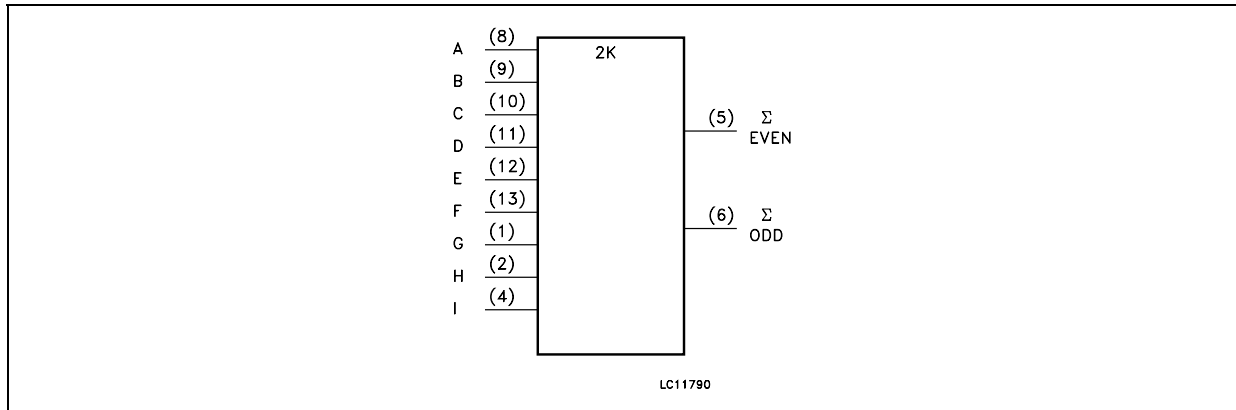 A (8)
2K
B (9)
C (10)
(5) Σ
EVEN
D (11)
E (12)
F (13)
(6) Σ
ODD
G (1)
H (2)
I (4)
LC11790